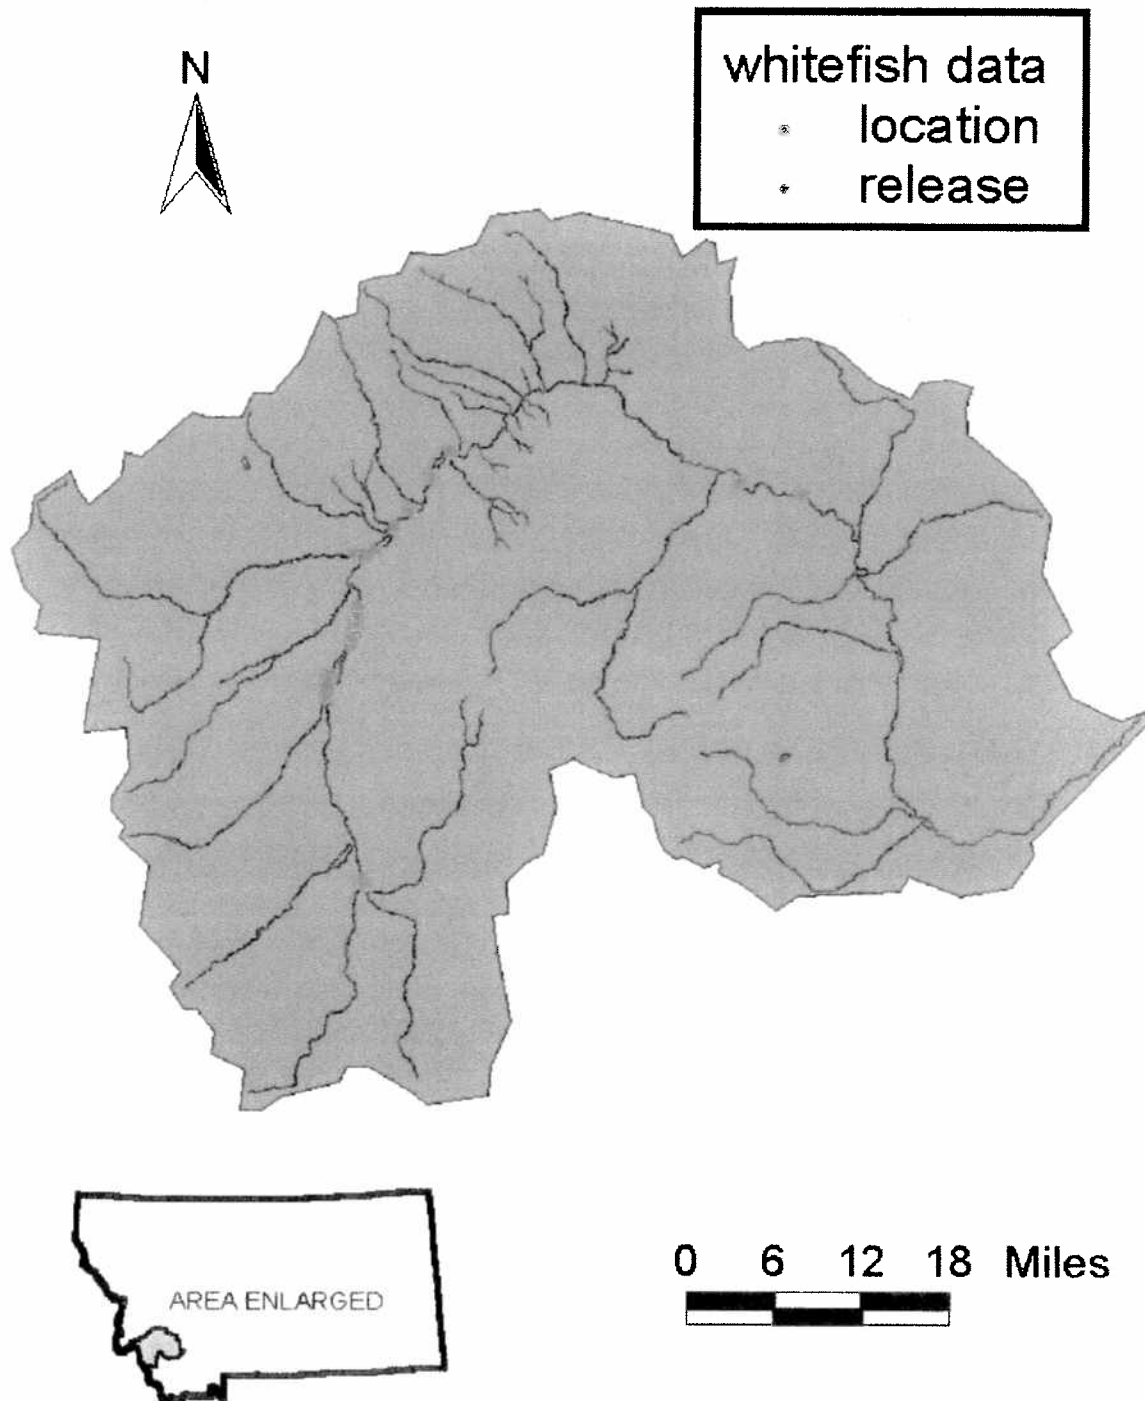 N
whitefish data
location
release
AREA ENLARGED
0 6 12 18 Miles